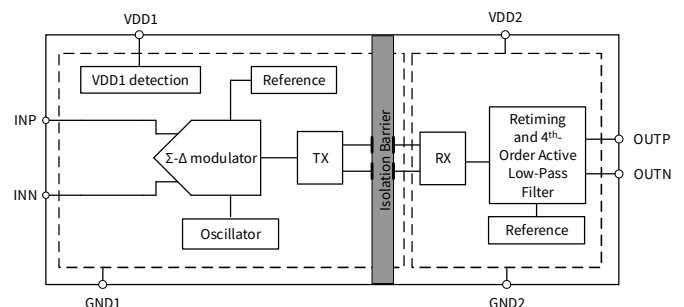 VDD1
VDD2
VDD1 detection
Reference
INP
Σ-Δ modulator
TX
Isolation Barrier
RX
Retiming
and 4th-
Order Active
Low-Pass
Filter
OUTP
OUTN
INN
Oscillator
Reference
GND1
GND2